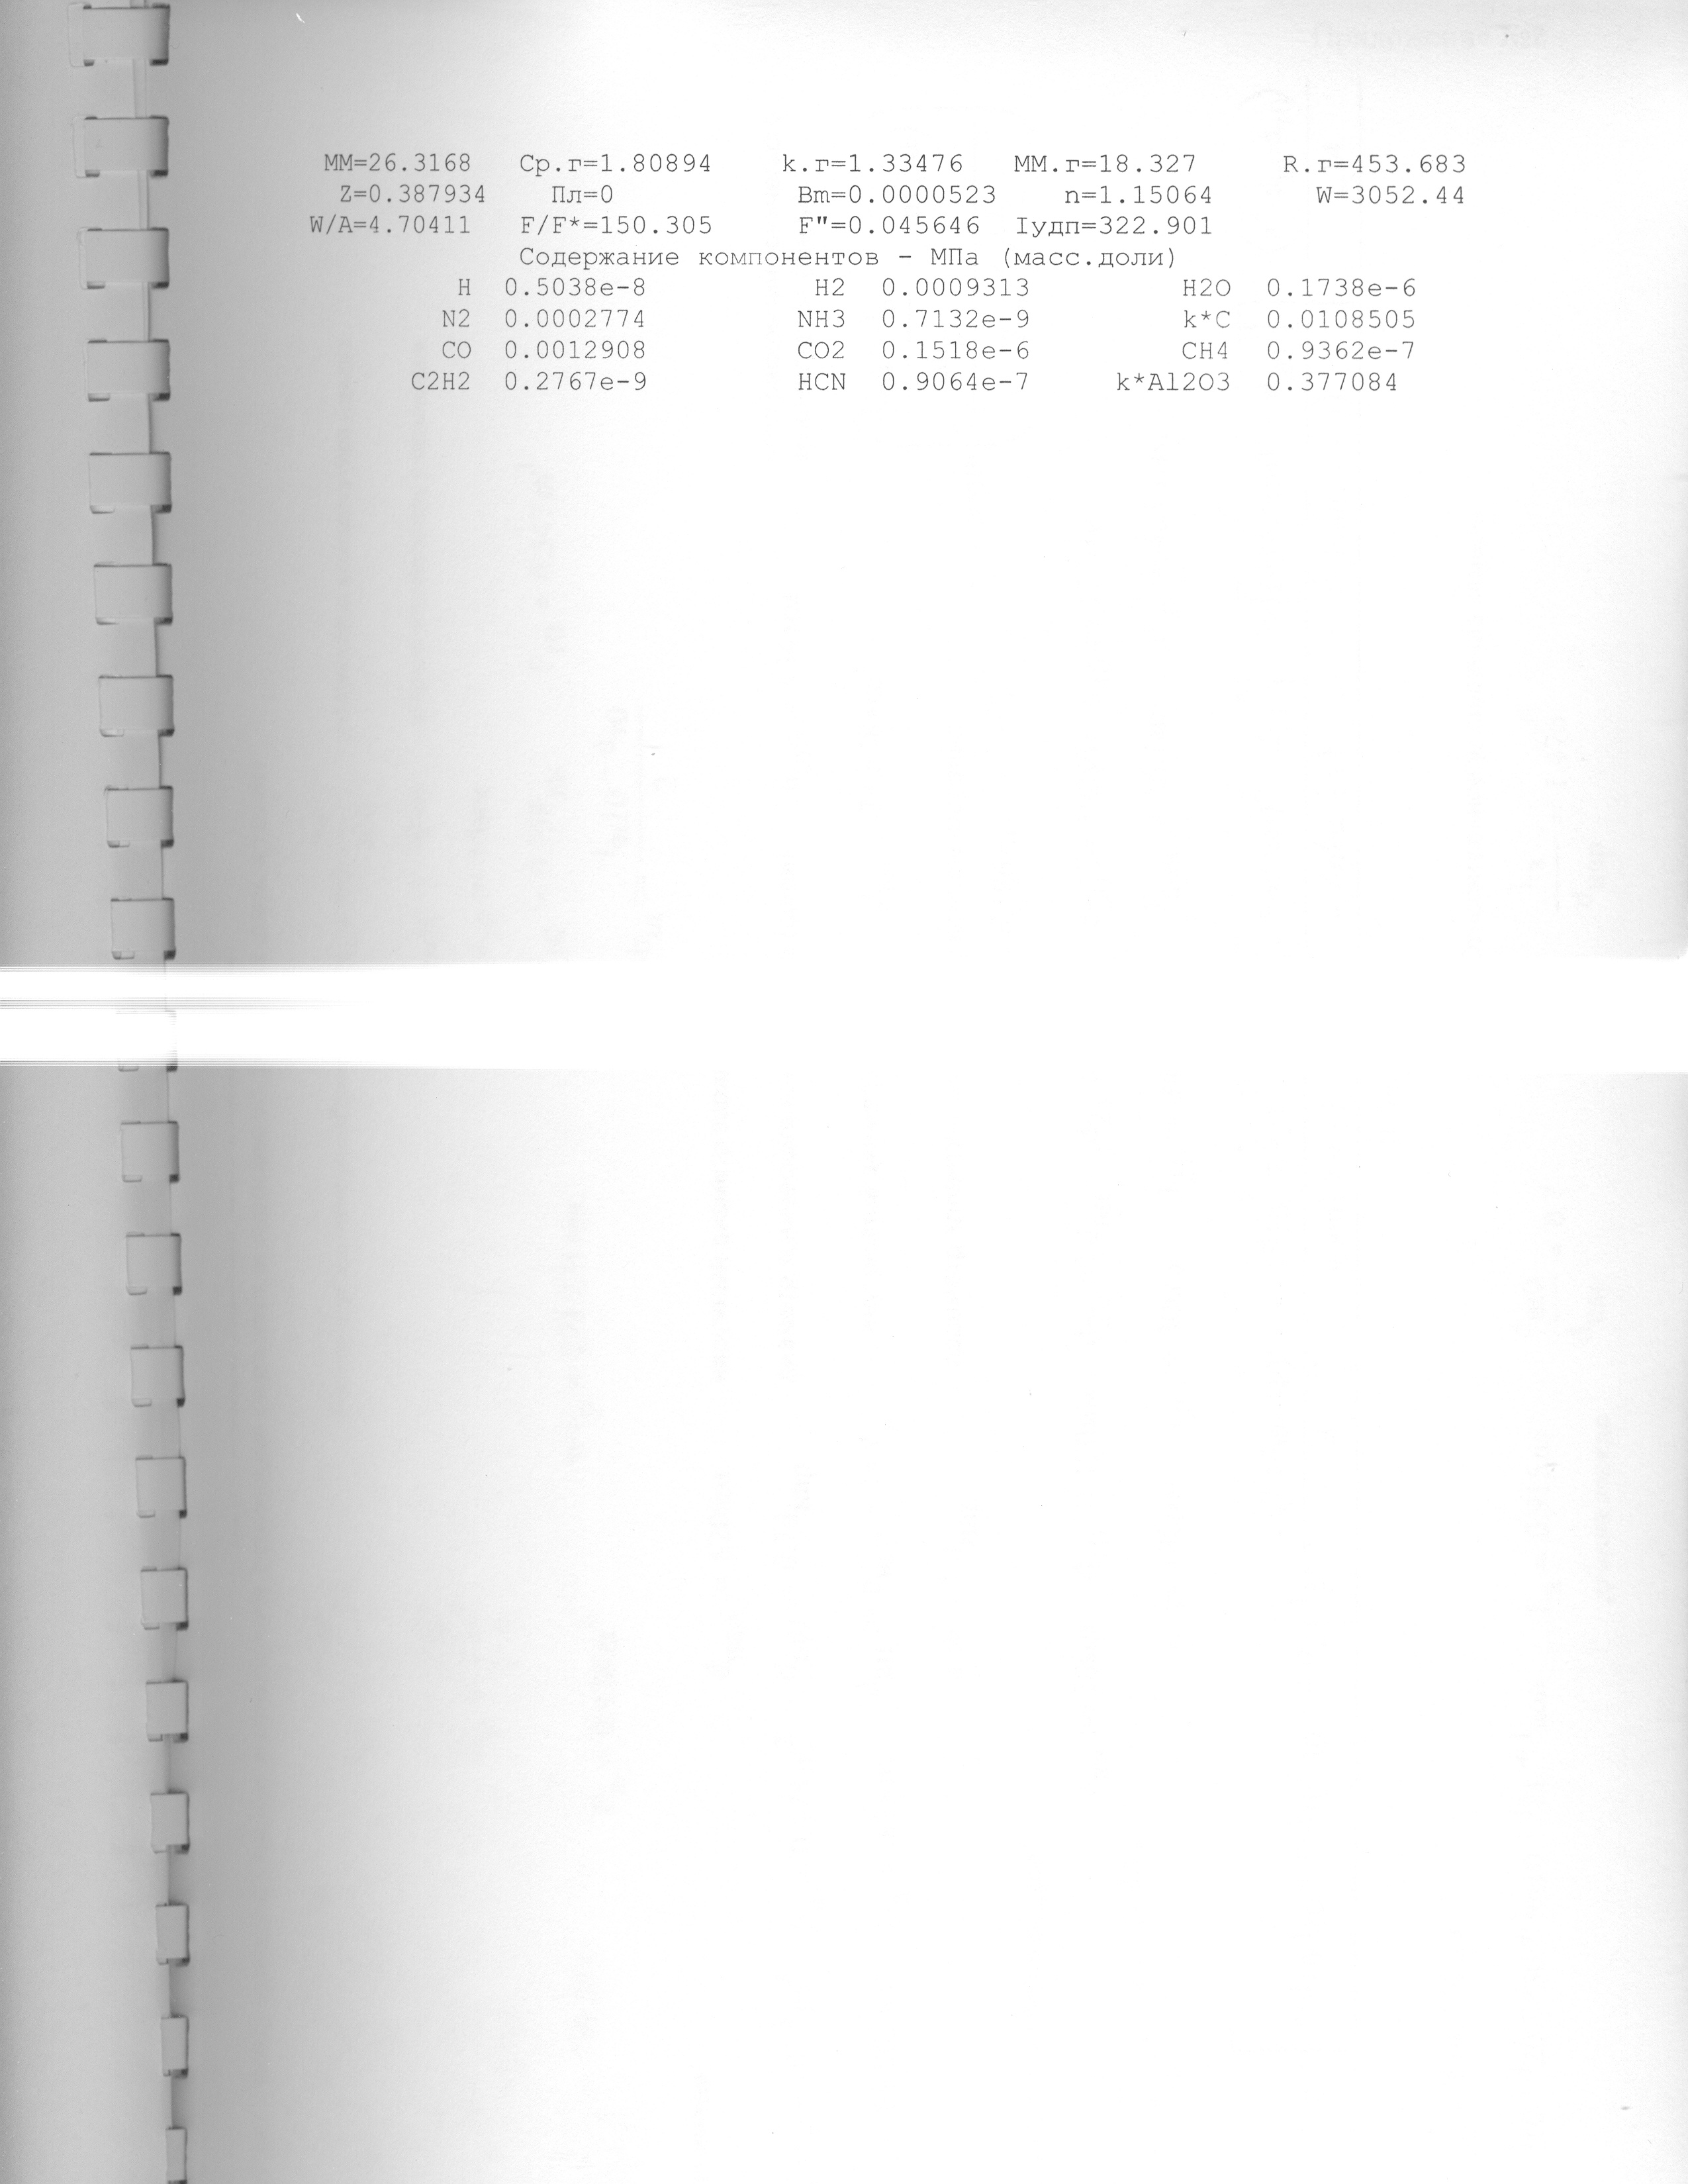 MM=26.3168 Cp.г=1.80894 k.г=1.33476 MM.г=18.327 R.г=453.683
Z=0.387934 Пл=0 Bm=0.0000523 n=1.15064 W=3052.44
W/A=4.70411 F/F*=150.305 F"=0.045646 Iудп=322.901
Содержание компонентов - МПа (масс.доли)
H 0.5038e-8 H2 0.0009313 H2O 0.1738e-6
N2 0.0002774 NH3 0.7132e-9 k*C 0.0108505
CO 0.0012908 CO2 0.1518e-6 CH4 0.9362e-7
C2H2 0.2767e-9 HCN 0.9064e-7 k*Al2O3 0.377084